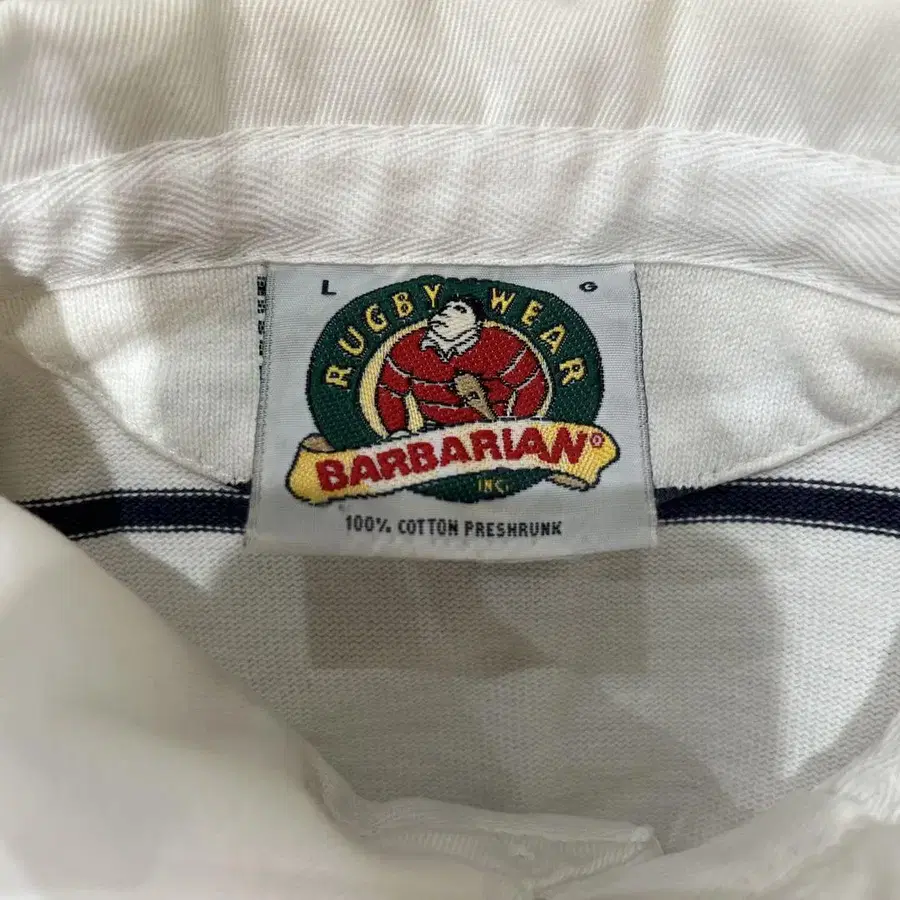 L G
RUGBY WEAR
BARBARIAN®
INC.
100% COTTON PRESHRUNK